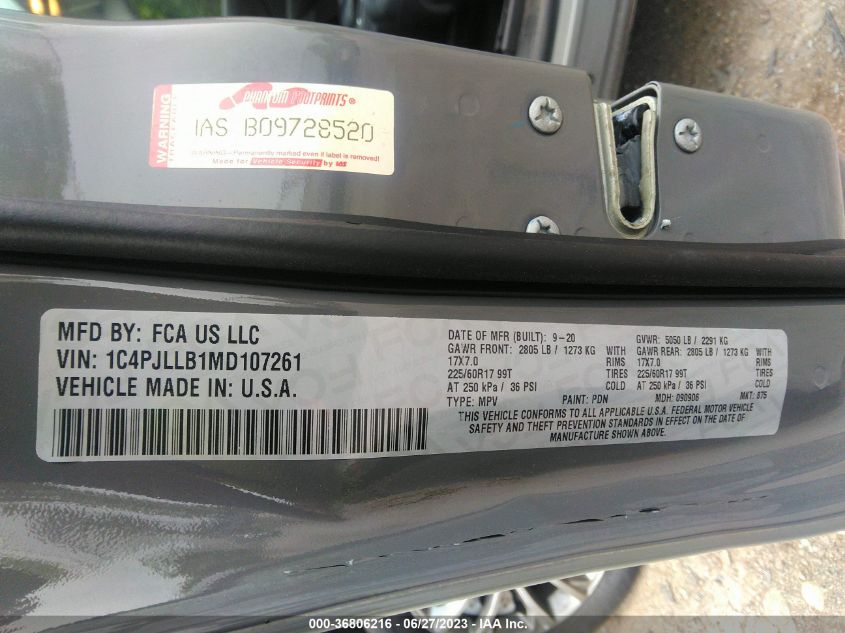 WARNING
PHANTOM FOOTPRINTS®
IAS B09728520
WARNING - Permanently marked even if label is removed!
Made for Vehicle Security by IAS
MFD BY: FCA US LLC
VIN: 1C4PJLLB1MD107261
VEHICLE MADE IN: U.S.A.
DATE OF MFR (BUILT): 9-20 GVWR: 5050 LB / 2291 KG
GAWR FRONT: 2805 LB / 1273 KG WITH GAWR REAR: 2805 LB / 1273 KG WITH
17X7.0 RIMS 17X7.0 RIMS
225/60R17 99T TIRES 225/60R17 99T TIRES
AT 250 kPa / 36 PSI COLD AT 250 kPa / 36 PSI COLD
TYPE: MPV PAINT: PDN MDH: 090906 MKT: 875
THIS VEHICLE CONFORMS TO ALL APPLICABLE U.S.A. FEDERAL MOTOR VEHICLE
SAFETY AND THEFT PREVENTION STANDARDS IN EFFECT ON THE DATE OF
MANUFACTURE SHOWN ABOVE.
000-36806216 - 06/27/2023 - IAA Inc.